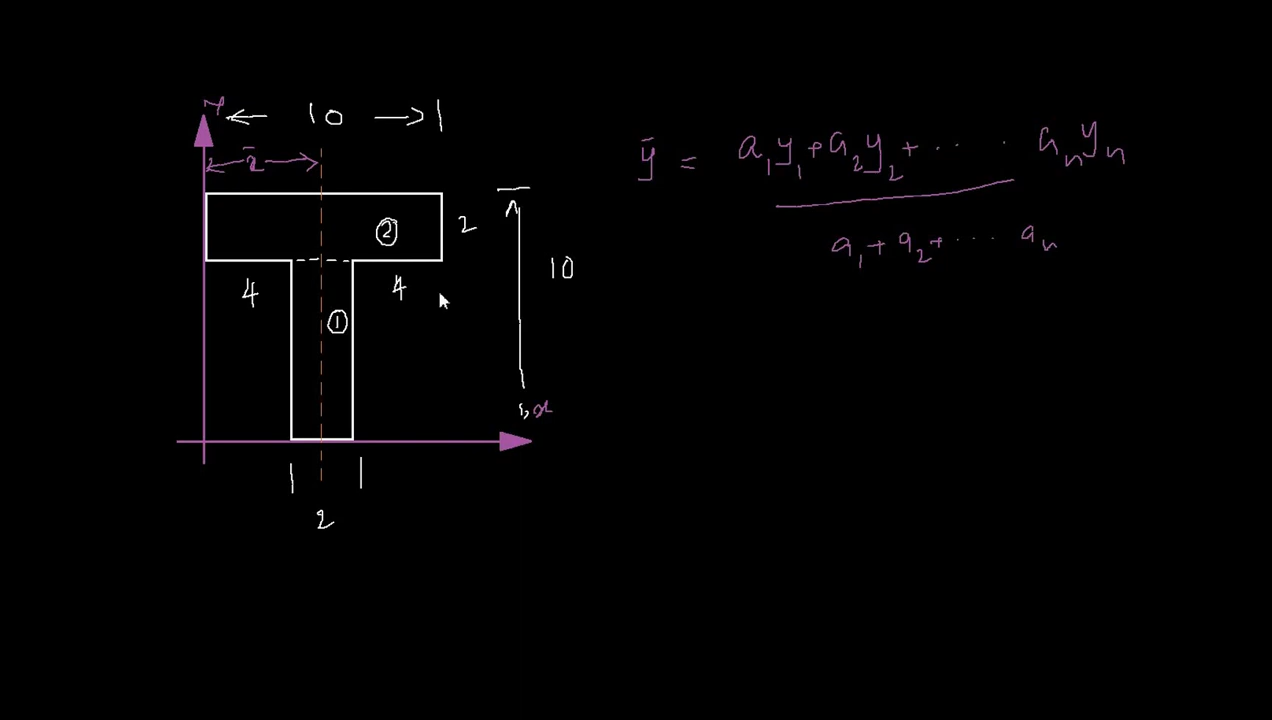 y
← 10 → |
x̄
ȳ = a₁y₁ + a₂y₂ + ..... aₙyₙ
a₁ + a₂ + ..... aₙ
②
2
10
4
4
①
x
2